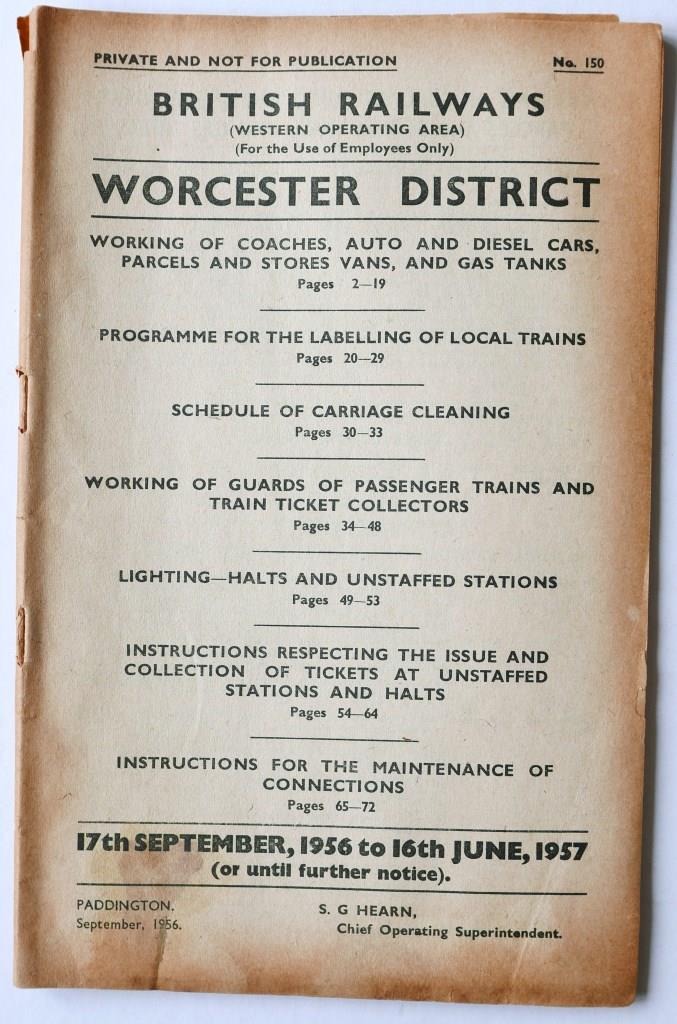 PRIVATE AND NOT FOR PUBLICATION No. 150
BRITISH RAILWAYS
(WESTERN OPERATING AREA)
(For the Use of Employees Only)
WORCESTER DISTRICT
WORKING OF COACHES, AUTO AND DIESEL CARS,
PARCELS AND STORES VANS, AND GAS TANKS
Pages 2—19
PROGRAMME FOR THE LABELLING OF LOCAL TRAINS
Pages 20—29
SCHEDULE OF CARRIAGE CLEANING
Pages 30—33
WORKING OF GUARDS OF PASSENGER TRAINS AND
TRAIN TICKET COLLECTORS
Pages 34—48
LIGHTING—HALTS AND UNSTAFFED STATIONS
Pages 49—53
INSTRUCTIONS RESPECTING THE ISSUE AND
COLLECTION OF TICKETS AT UNSTAFFED
STATIONS AND HALTS
Pages 54—64
INSTRUCTIONS FOR THE MAINTENANCE OF
CONNECTIONS
Pages 65—72
17th SEPTEMBER, 1956 to 16th JUNE, 1957
(or until further notice).
PADDINGTON. S. G HEARN,
September, 1956. Chief Operating Superintendent.